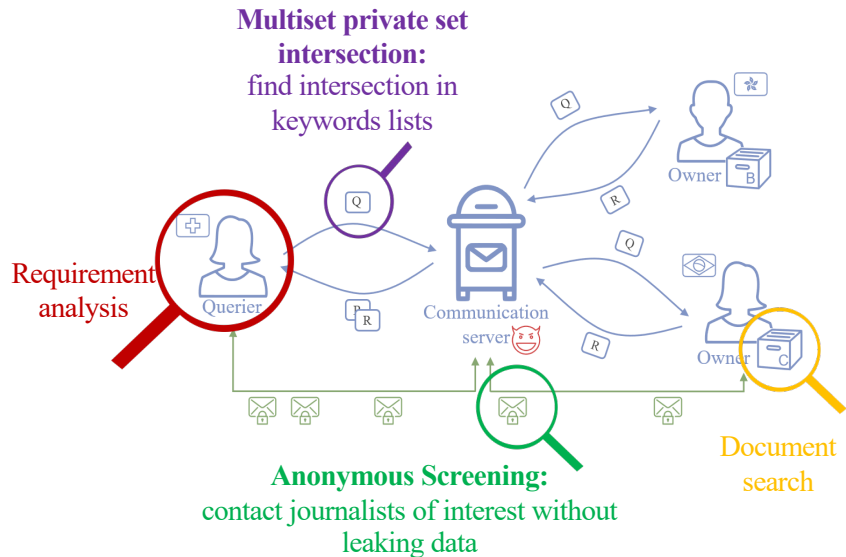 Multiset private set
intersection:
find intersection in
keywords lists
Q
R
Owner
B
Q
Requirement
analysis
Querier
R
R
Communication
server
Q
R
Owner
C
Document
search
Anonymous Screening:
contact journalists of interest without
leaking data